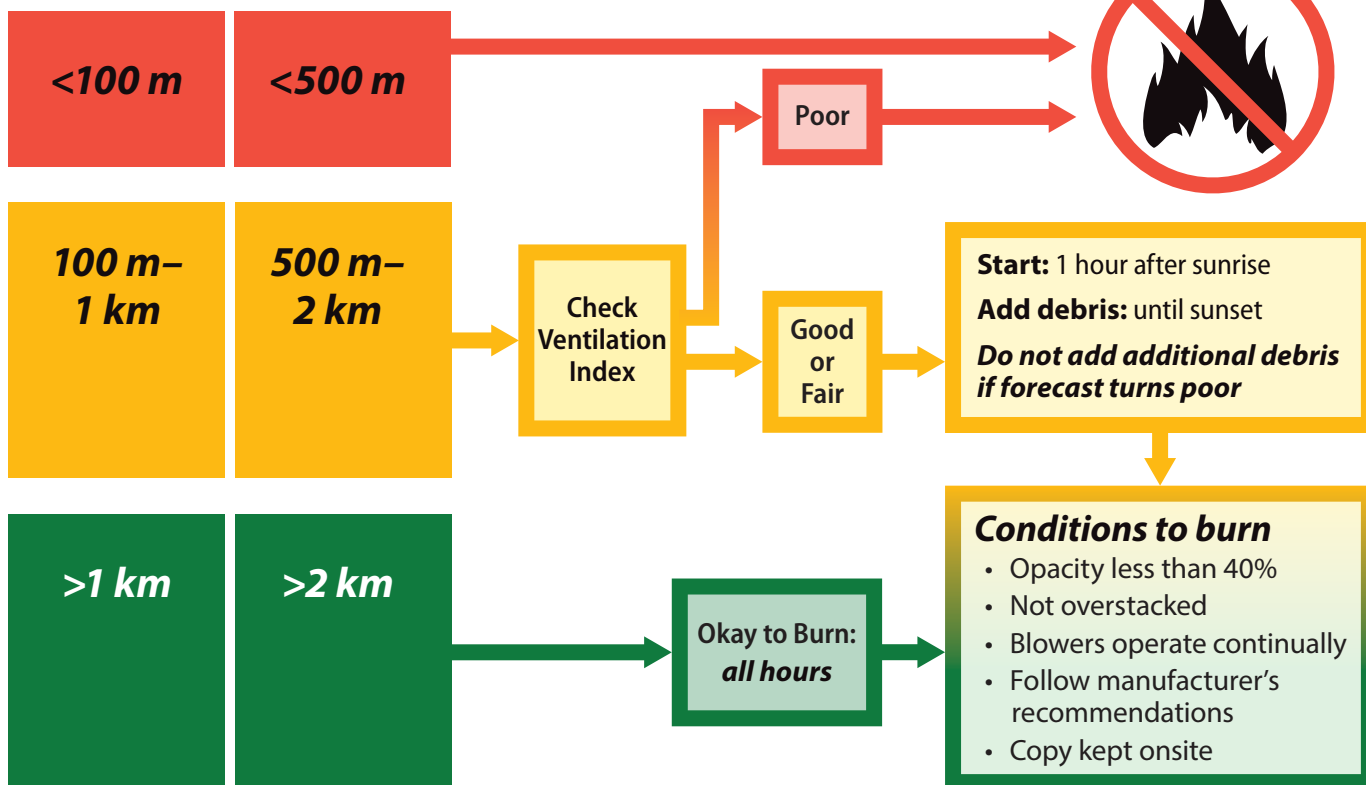 <100 m
<500 m
Poor
100 m–
1 km
500 m–
2 km
Check
Ventilation
Index
Good
or
Fair
Start: 1 hour after sunrise
Add debris: until sunset
Do not add additional debris
if forecast turns poor
>1 km
>2 km
Okay to Burn:
all hours
Conditions to burn
• Opacity less than 40%
• Not overstacked
• Blowers operate continually
• Follow manufacturer’s
recommendations
• Copy kept onsite